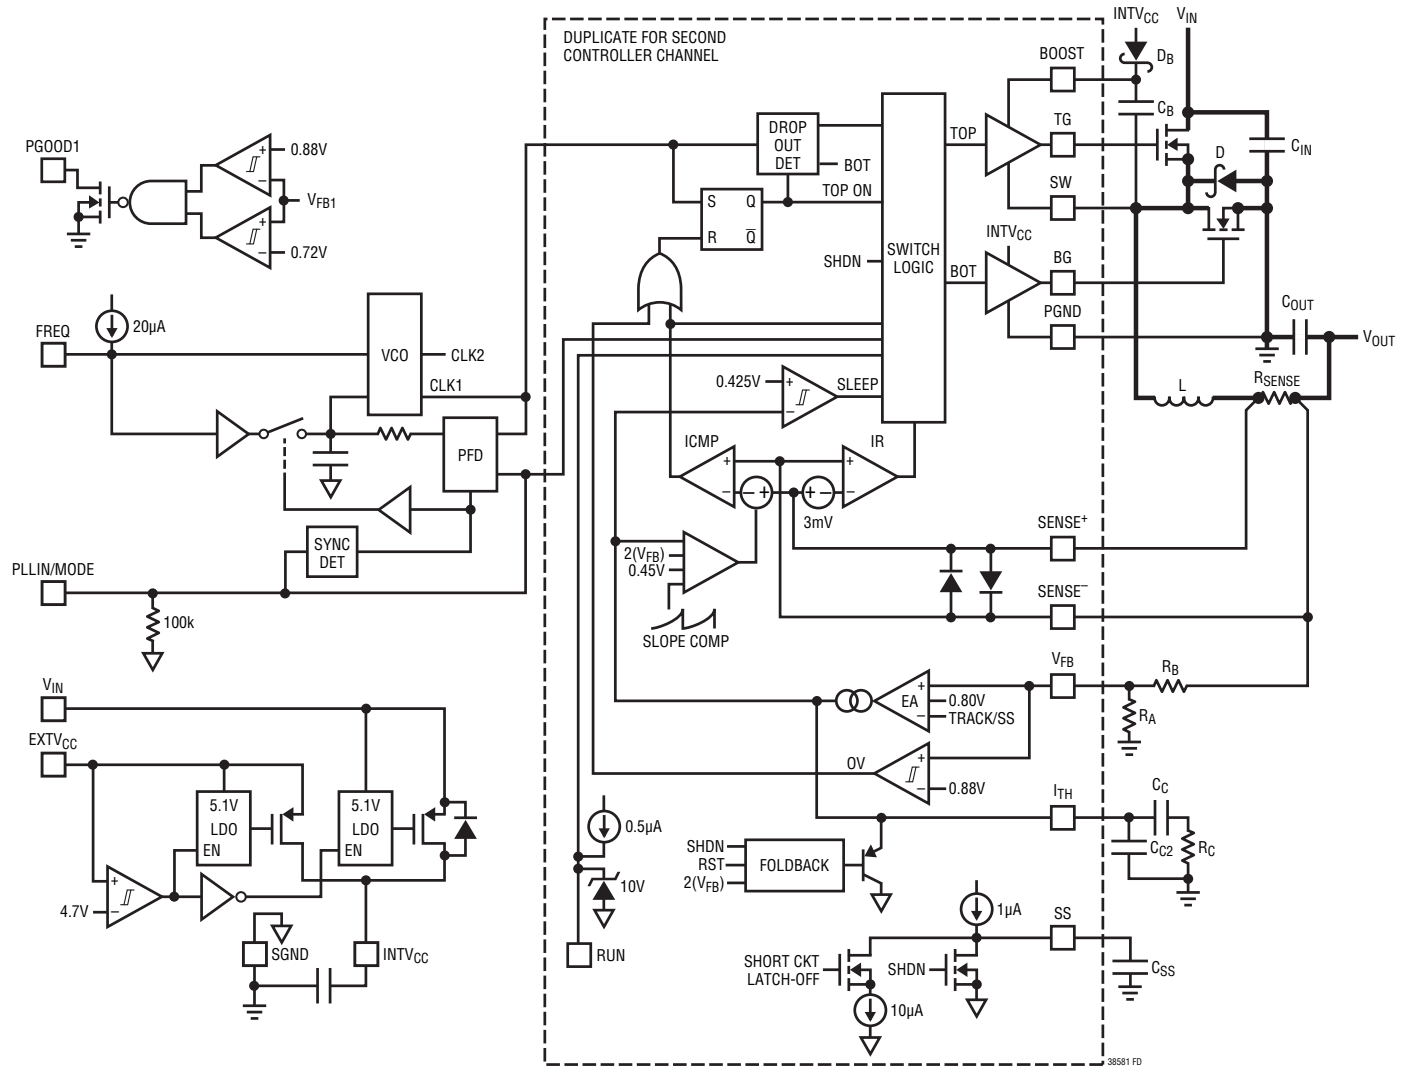 DUPLICATE FOR SECOND
CONTROLLER CHANNEL
INTVCC
VIN
DB
BOOST
CB
TG
CIN
D
SW
INTVCC
BG
PGND
COUT
VOUT
RSENSE
L
PGOOD1
+
0.88V
−
VFB1
+
−
0.72V
DROP
OUT
DET
BOT
TOP ON
S
Q
R
Q̅
SHDN
SWITCH
LOGIC
TOP
BOT
20µA
FREQ
VCO
CLK2
CLK1
PFD
SYNC
DET
PLLIN/MODE
100k
0.425V
+
−
SLEEP
ICMP
+
−
− +
+ −
3mV
IR
+
−
2(VFB)
0.45V
SLOPE COMP
SENSE+
SENSE−
VFB
RB
RA
EA
+
0.80V
−
TRACK/SS
OV
+
−
0.88V
ITH
CC
CC2
RC
VIN
EXTVCC
5.1V
LDO
EN
5.1V
LDO
EN
+
4.7V
−
SGND
INTVCC
0.5µA
10V
RUN
SHDN
RST
2(VFB)
FOLDBACK
1µA
SS
CSS
SHORT CKT
LATCH-OFF
SHDN
10µA
38581 FD